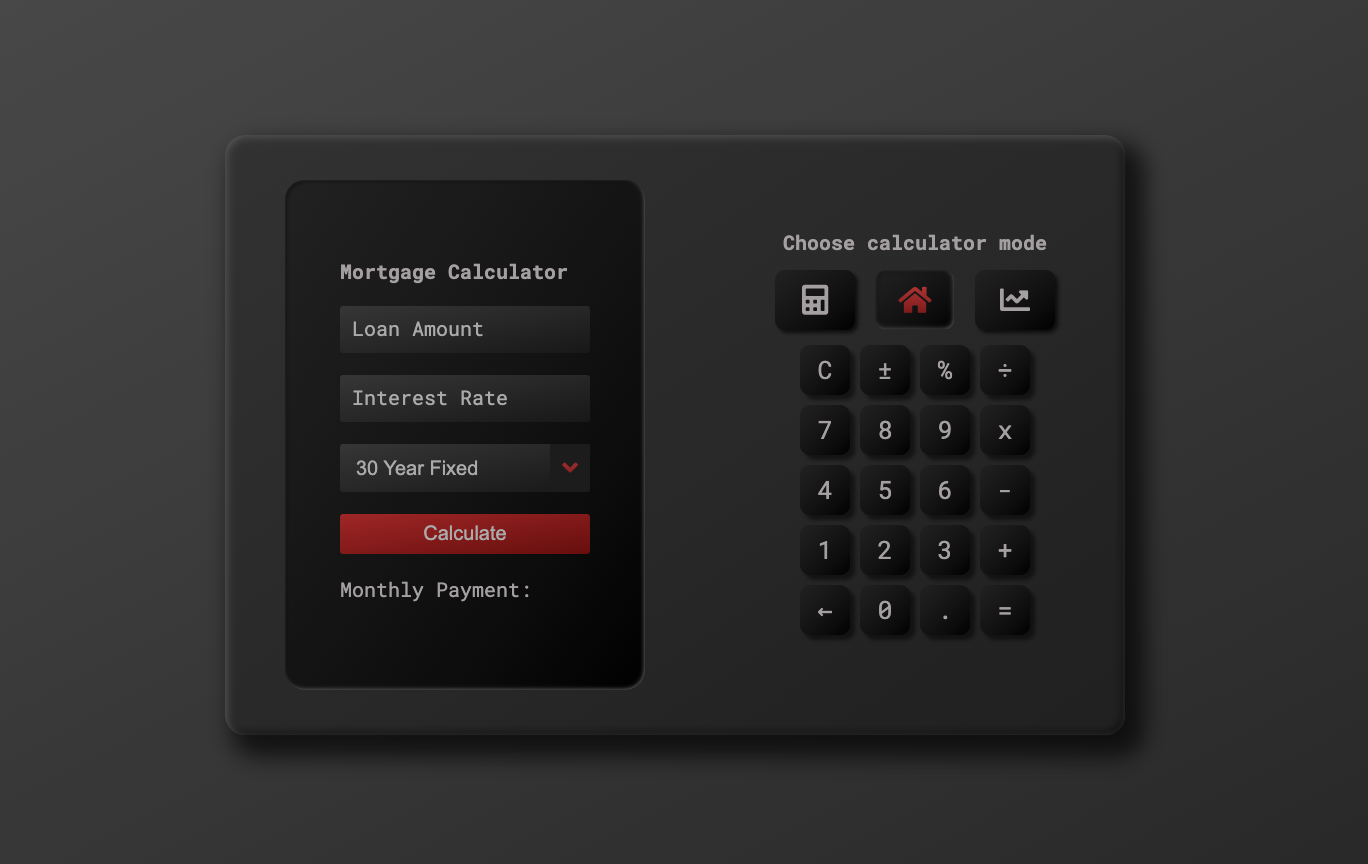 Mortgage Calculator
Loan Amount
Interest Rate
30 Year Fixed
Calculate
Monthly Payment:
Choose calculator mode
C ± % ÷
7 8 9 x
4 5 6 -
1 2 3 +
← 0 . =